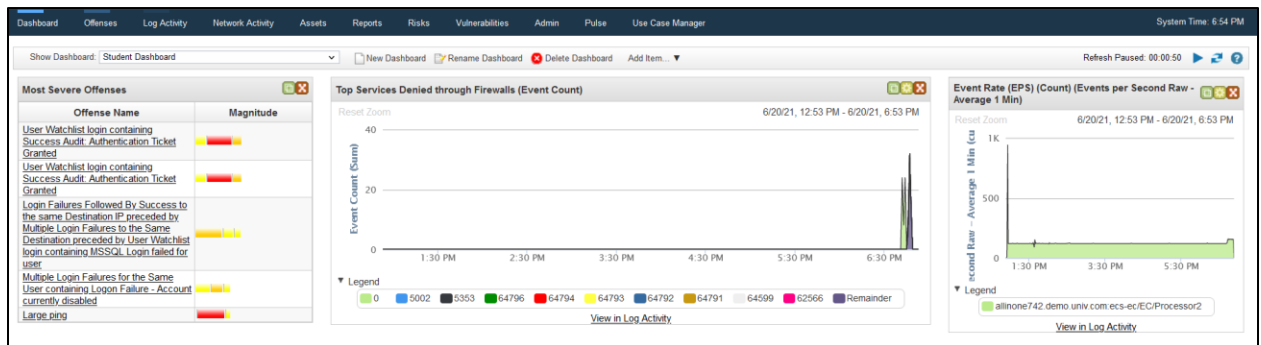 Dashboard Offenses Log Activity Network Activity Assets Reports Risks Vulnerabilities Admin Pulse Use Case Manager System Time: 6:54 PM
Show Dashboard: Student Dashboard New Dashboard Rename Dashboard Delete Dashboard Add Item... ▼ Refresh Paused: 00:00:50
Most Severe Offenses
Offense Name Magnitude
User Watchlist login containing
Success Audit: Authentication Ticket
Granted
User Watchlist login containing
Success Audit: Authentication Ticket
Granted
Login Failures Followed By Success to
the same Destination IP preceded by
Multiple Login Failures to the Same
Destination preceded by User Watchlist
login containing MSSQL Login failed for
user
Multiple Login Failures for the Same
User containing Logon Failure - Account
currently disabled
Large ping
Top Services Denied through Firewalls (Event Count)
Reset Zoom 6/20/21, 12:53 PM - 6/20/21, 6:53 PM
Event Count (Sum)
40
20
0
1:30 PM 2:30 PM 3:30 PM 4:30 PM 5:30 PM 6:30 PM
▼ Legend
0 5002 5353 64796 64794 64793 64792 64791 64599 62566 Remainder
View in Log Activity
Event Rate (EPS) (Count) (Events per Second Raw -
Average 1 Min)
Reset Zoom 6/20/21, 12:53 PM - 6/20/21, 6:53 PM
econd Raw – Average 1 Min (cu
1K
500
0
1:30 PM 3:30 PM 5:30 PM
▼ Legend
allinone742.demo.univ.com:ecs-ec/EC/Processor2
View in Log Activity